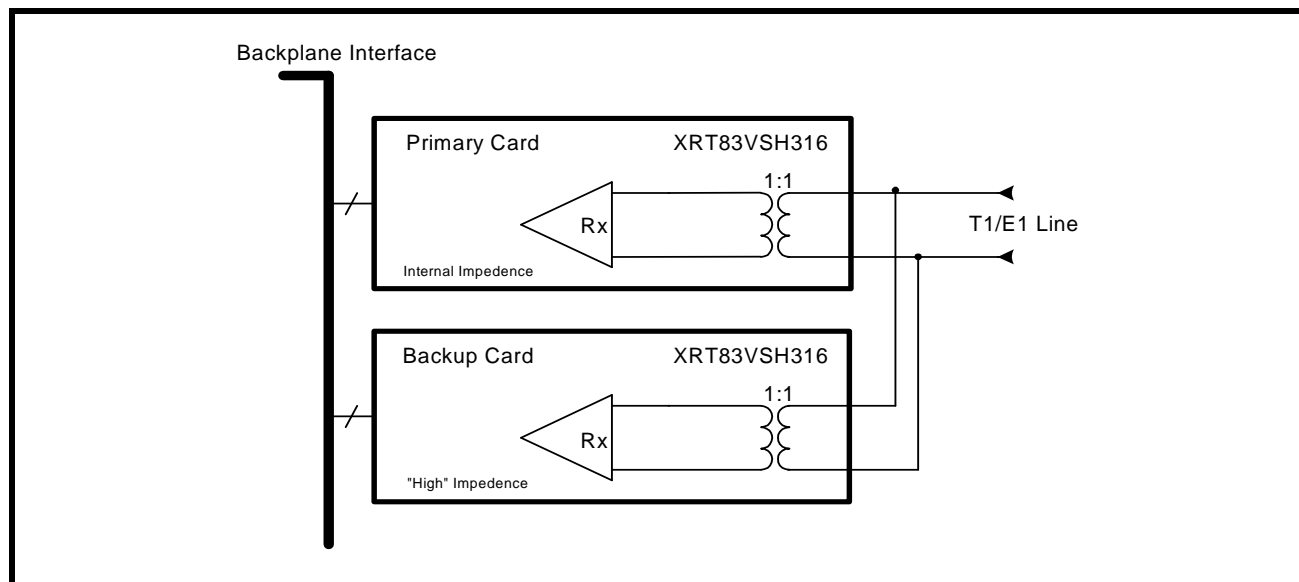 Backplane Interface
Primary Card XRT83VSH316
1:1
Rx
T1/E1 Line
Internal Impedence
Backup Card XRT83VSH316
1:1
Rx
"High" Impedence